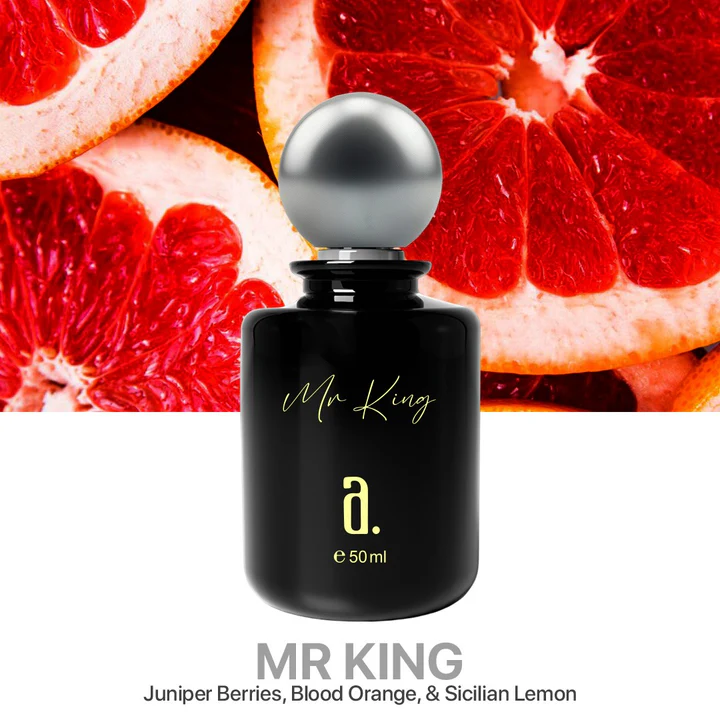 Mr King
a.
℮ 50 ml
MR KING
Juniper Berries, Blood Orange, & Sicilian Lemon